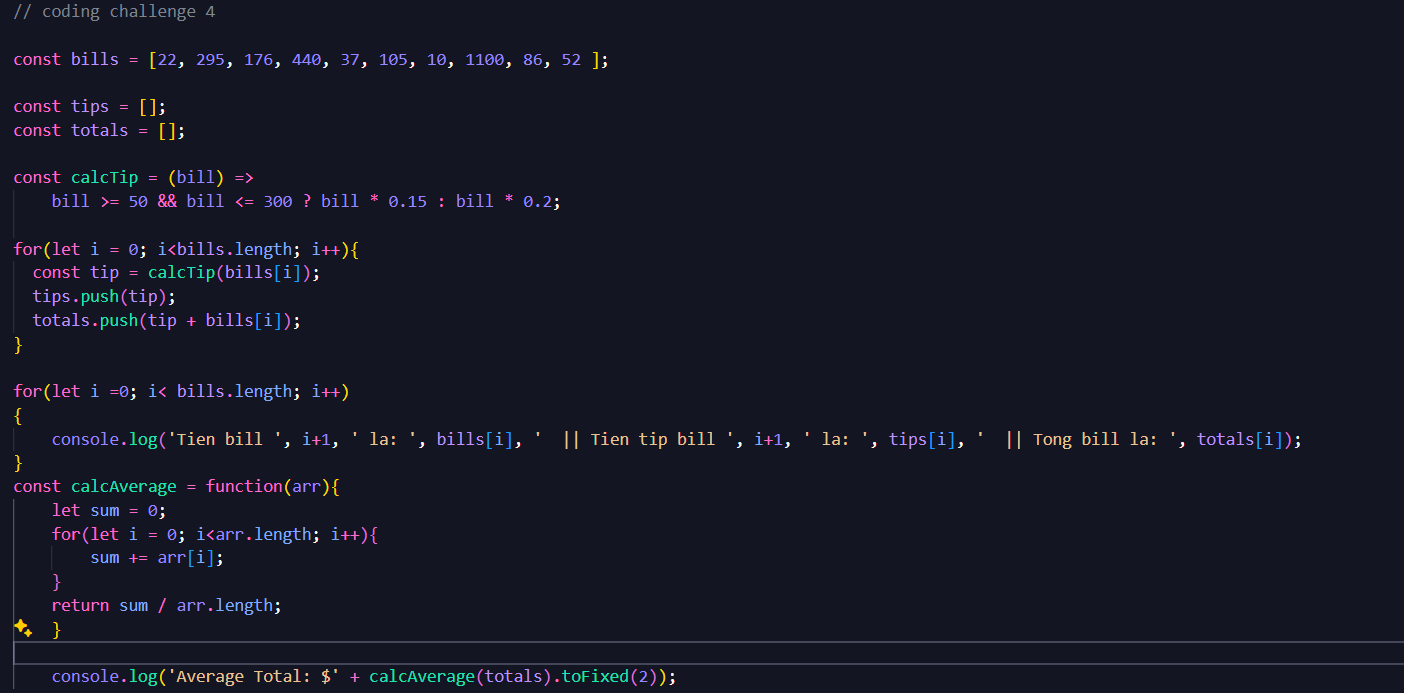 // coding challenge 4
const bills = [22, 295, 176, 440, 37, 105, 10, 1100, 86, 52 ];
const tips = [];
const totals = [];
const calcTip = (bill) =>
    bill >= 50 && bill <= 300 ? bill * 0.15 : bill * 0.2;
for(let i = 0; i<bills.length; i++){
  const tip = calcTip(bills[i]);
  tips.push(tip);
  totals.push(tip + bills[i]);
}
for(let i =0; i< bills.length; i++)
{
    console.log('Tien bill ', i+1, ' la: ', bills[i], '  || Tien tip bill ', i+1, ' la: ', tips[i], '  || Tong bill la: ', totals[i]);
}
const calcAverage = function(arr){
    let sum = 0;
    for(let i = 0; i<arr.length; i++){
        sum += arr[i];
    }
    return sum / arr.length;
    }
    console.log('Average Total: $' + calcAverage(totals).toFixed(2));